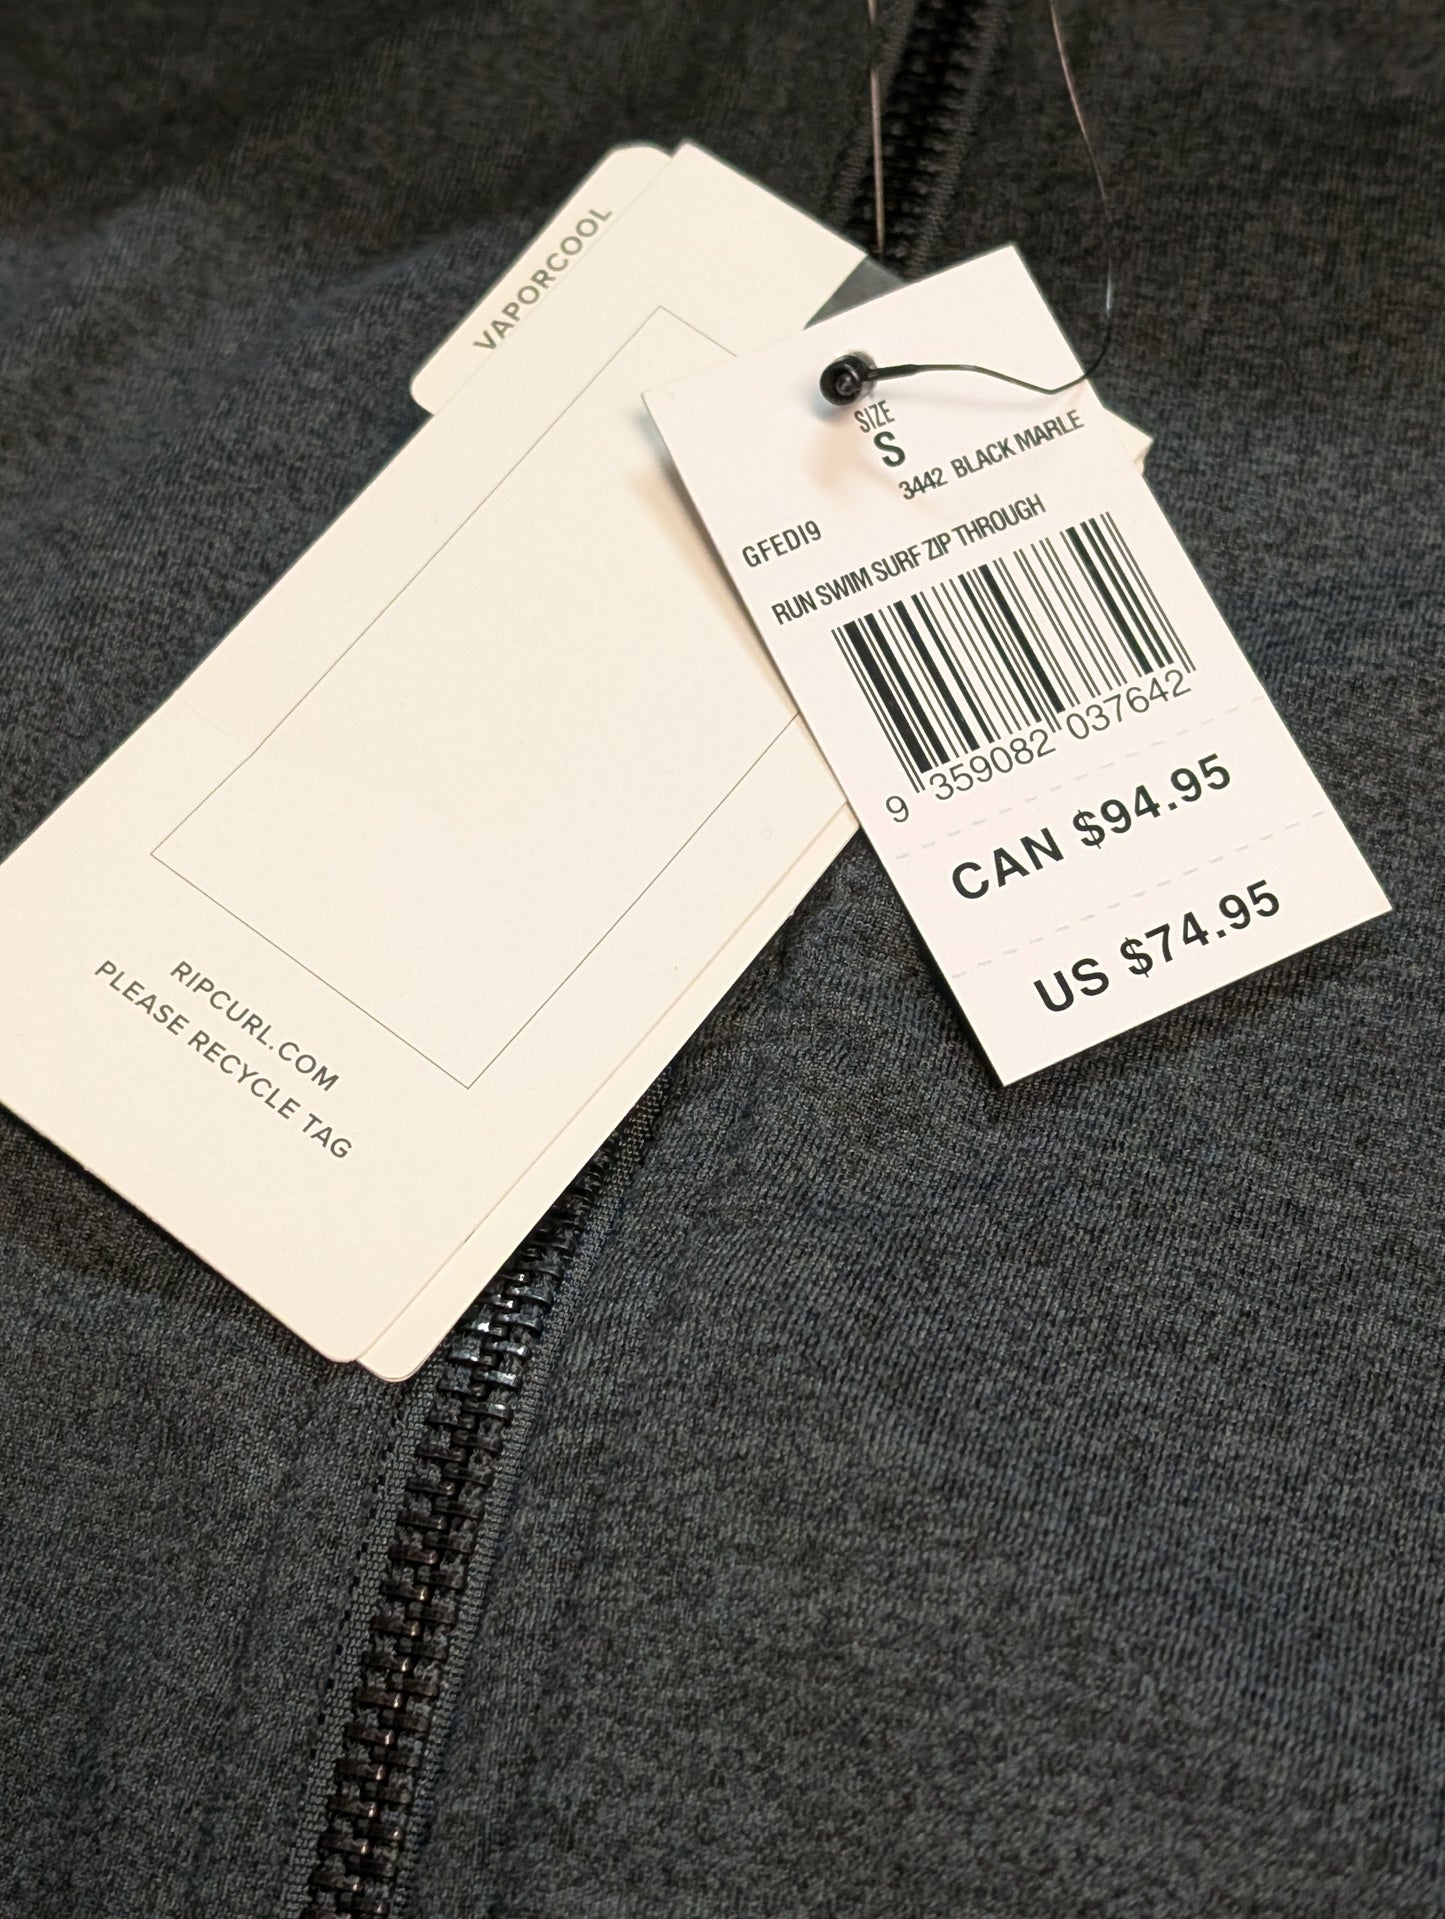 VAPORCOOL
RIPCURL.COM
PLEASE RECYCLE TAG
SIZE
S
3442 BLACK MARLE
GFEDI9
RUN SWIM SURF ZIP THROUGH
9 359082 037642
CAN $94.95
US $74.95